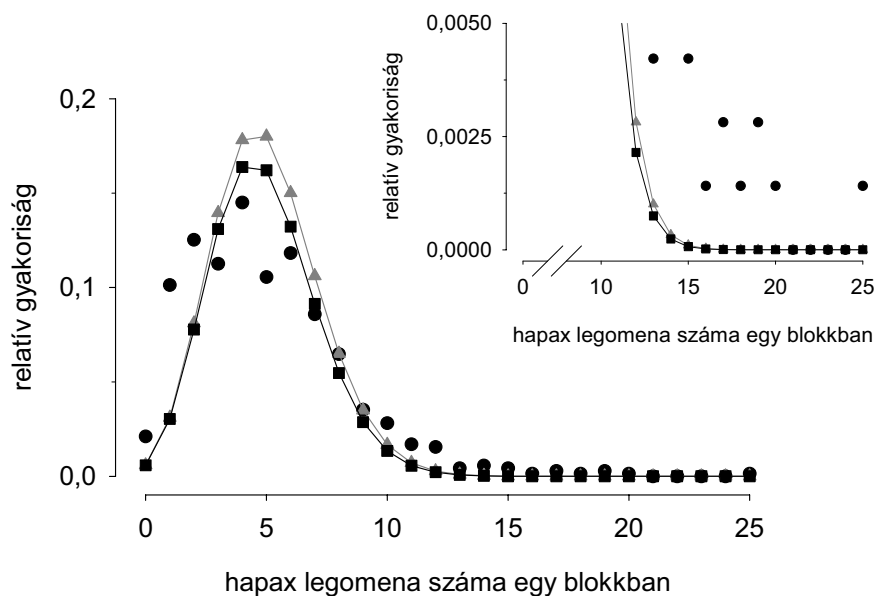 0,0050
0,0025
0,0000
relatív gyakoriság
0 10 15 20 25
hapax legomena száma egy blokkban
0,2
0,1
0,0
relatív gyakoriság
0 5 10 15 20 25
hapax legomena száma egy blokkban